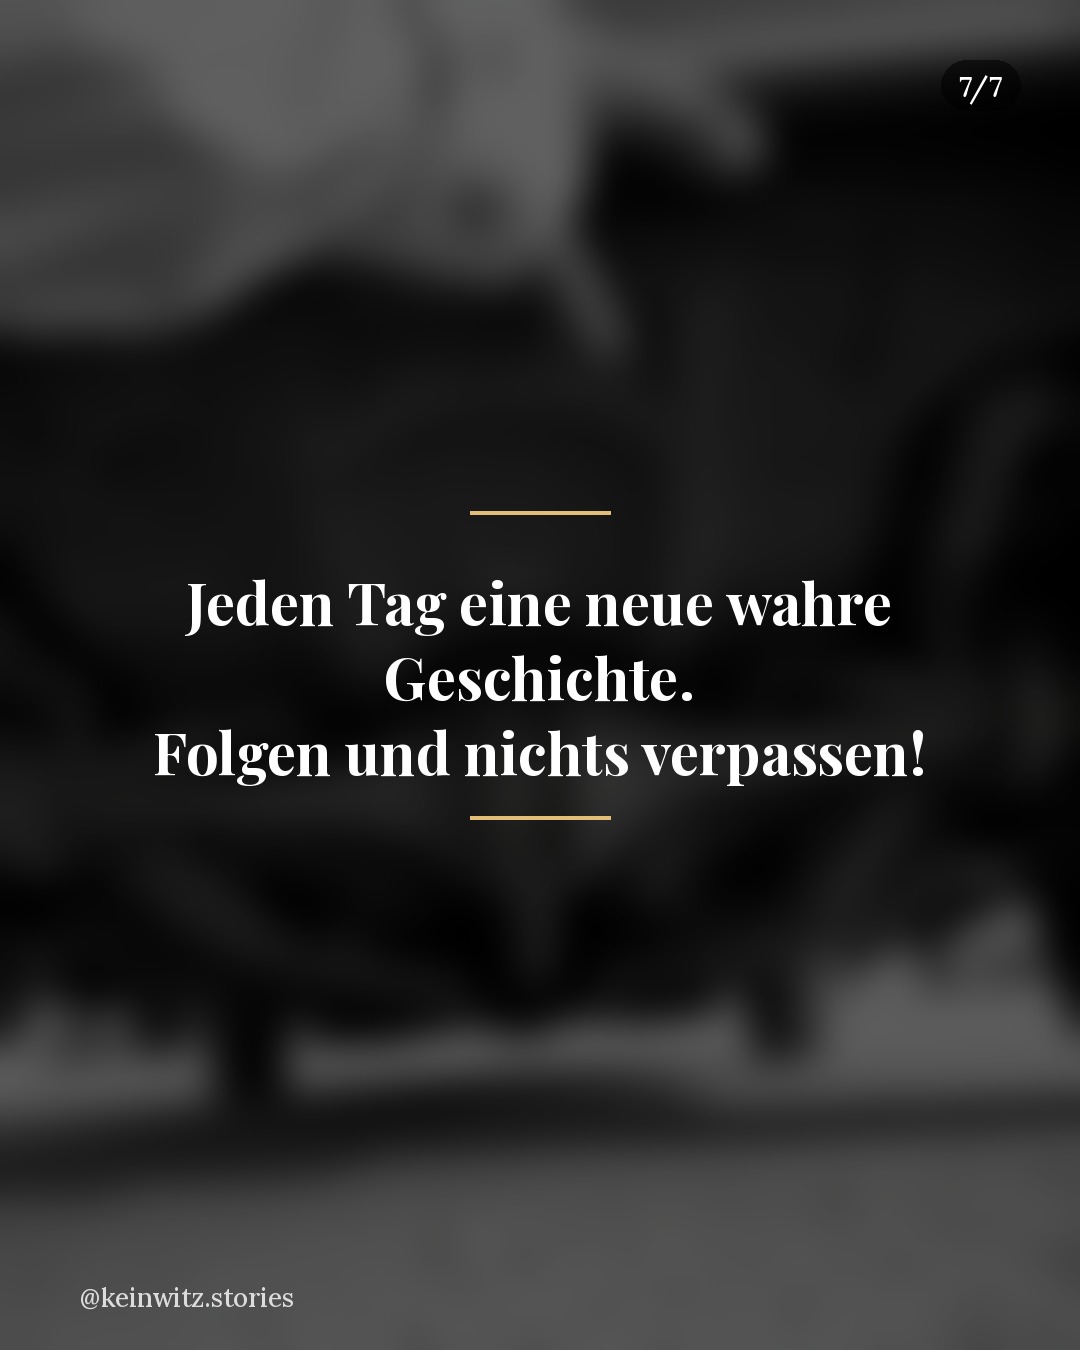 7/7
Jeden Tag eine neue wahre
Geschichte.
Folgen und nichts verpassen!
@keinwitz.stories